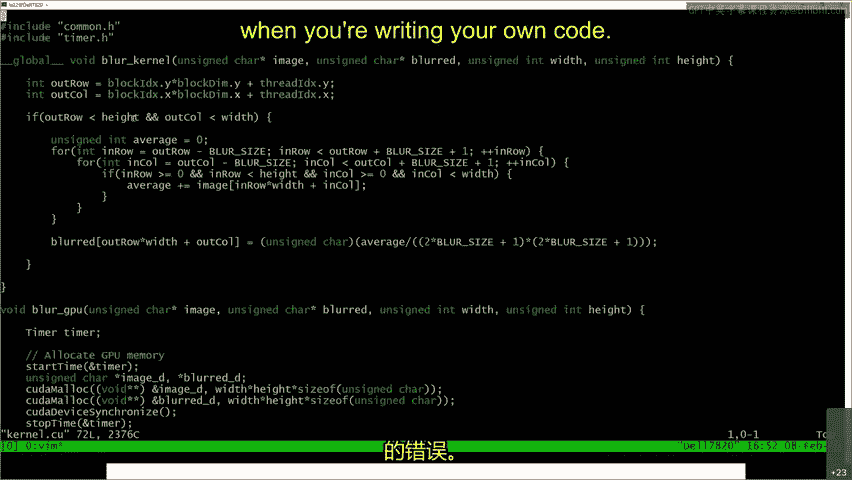 when you're writing your own code.
#include "common.h"
#include "timer.h"
__global__ void blur_kernel(unsigned char* image, unsigned char* blurred, unsigned int width, unsigned int height) {
int outRow = blockIdx.y*blockDim.y + threadIdx.y;
int outCol = blockIdx.x*blockDim.x + threadIdx.x;
if(outRow < height && outCol < width) {
unsigned int average = 0;
for(int inRow = outRow - BLUR_SIZE; inRow < outRow + BLUR_SIZE + 1; ++inRow) {
for(int inCol = outCol - BLUR_SIZE; inCol < outCol + BLUR_SIZE + 1; ++inCol) {
if(inRow >= 0 && inRow < height && inCol >= 0 && inCol < width) {
average += image[inRow*width + inCol];
}
}
}
blurred[outRow*width + outCol] = (unsigned char)(average/((2*BLUR_SIZE + 1)*(2*BLUR_SIZE + 1)));
}
}
void blur_gpu(unsigned char* image, unsigned char* blurred, unsigned int width, unsigned int height) {
Timer timer;
// Allocate GPU memory
startTime(&timer);
unsigned char *image_d, *blurred_d;
cudaMalloc((void**) &image_d, width*height*sizeof(unsigned char));
cudaMalloc((void**) &blurred_d, width*height*sizeof(unsigned char));
cudaDeviceSynchronize();
stopTime(&timer);
"kernel.cu" 72L, 2376C 1,0-1
[0] 0:vim*
的错误。
+23